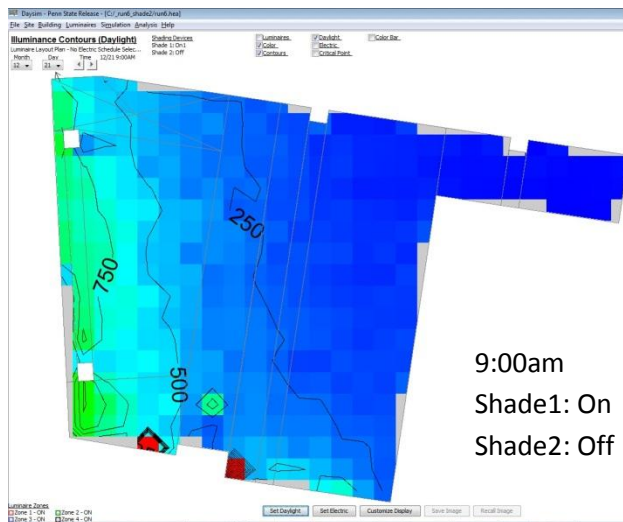 Daysim - Penn State Release - [C:/_run6_shade2/run6.hea]
File Site Building Luminaires Simulation Analysis Help
Illuminance Contours (Daylight)
Luminaire Layout Plan - No Electric Schedule Selec...
Month Day Time 12/21 9:00AM
12 21
Shading Devices
Shade 1: On1
Shade 2: Off
Luminaires Daylight Color Bar
Color Electric
Contours Critical Point
250
750
500
9:00am
Shade1: On
Shade2: Off
Luminaire Zones
Zone 1 - ON Zone 2 - ON
Zone 3 - ON Zone 4 - ON
Set Daylight Set Electric Customize Display Save Image Recall Image